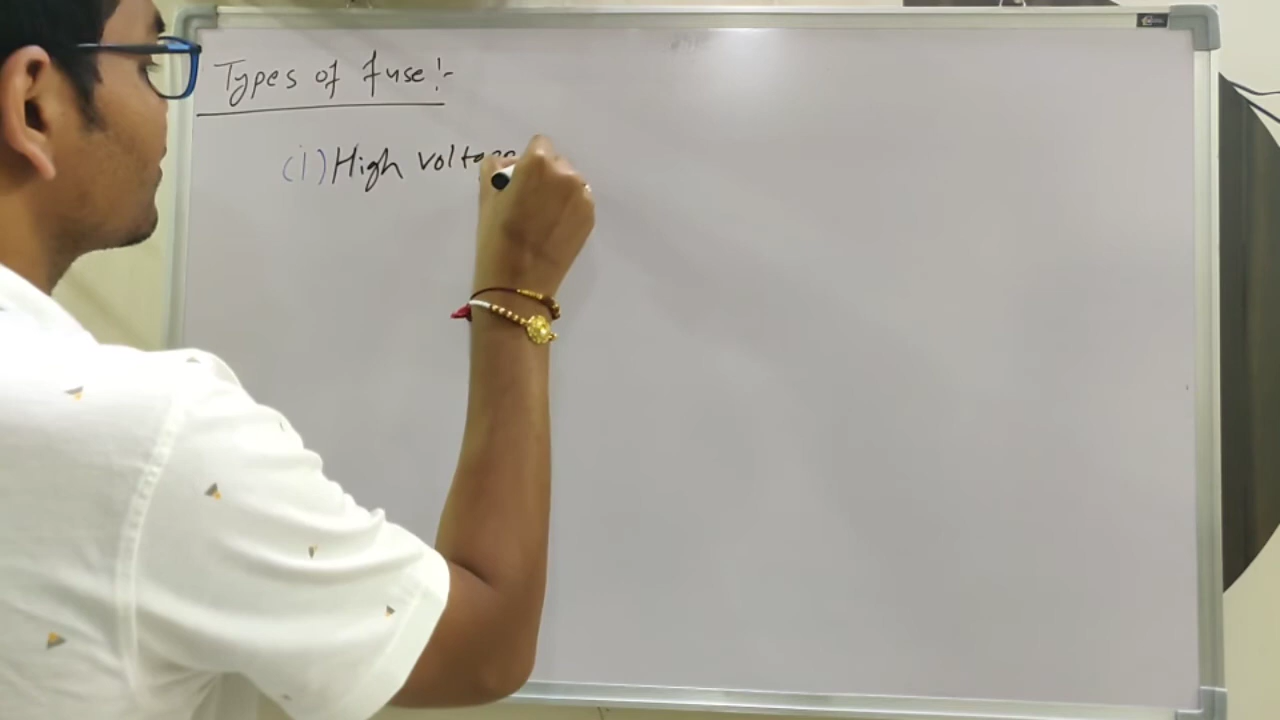 Types of fuse:-
(i) High voltage